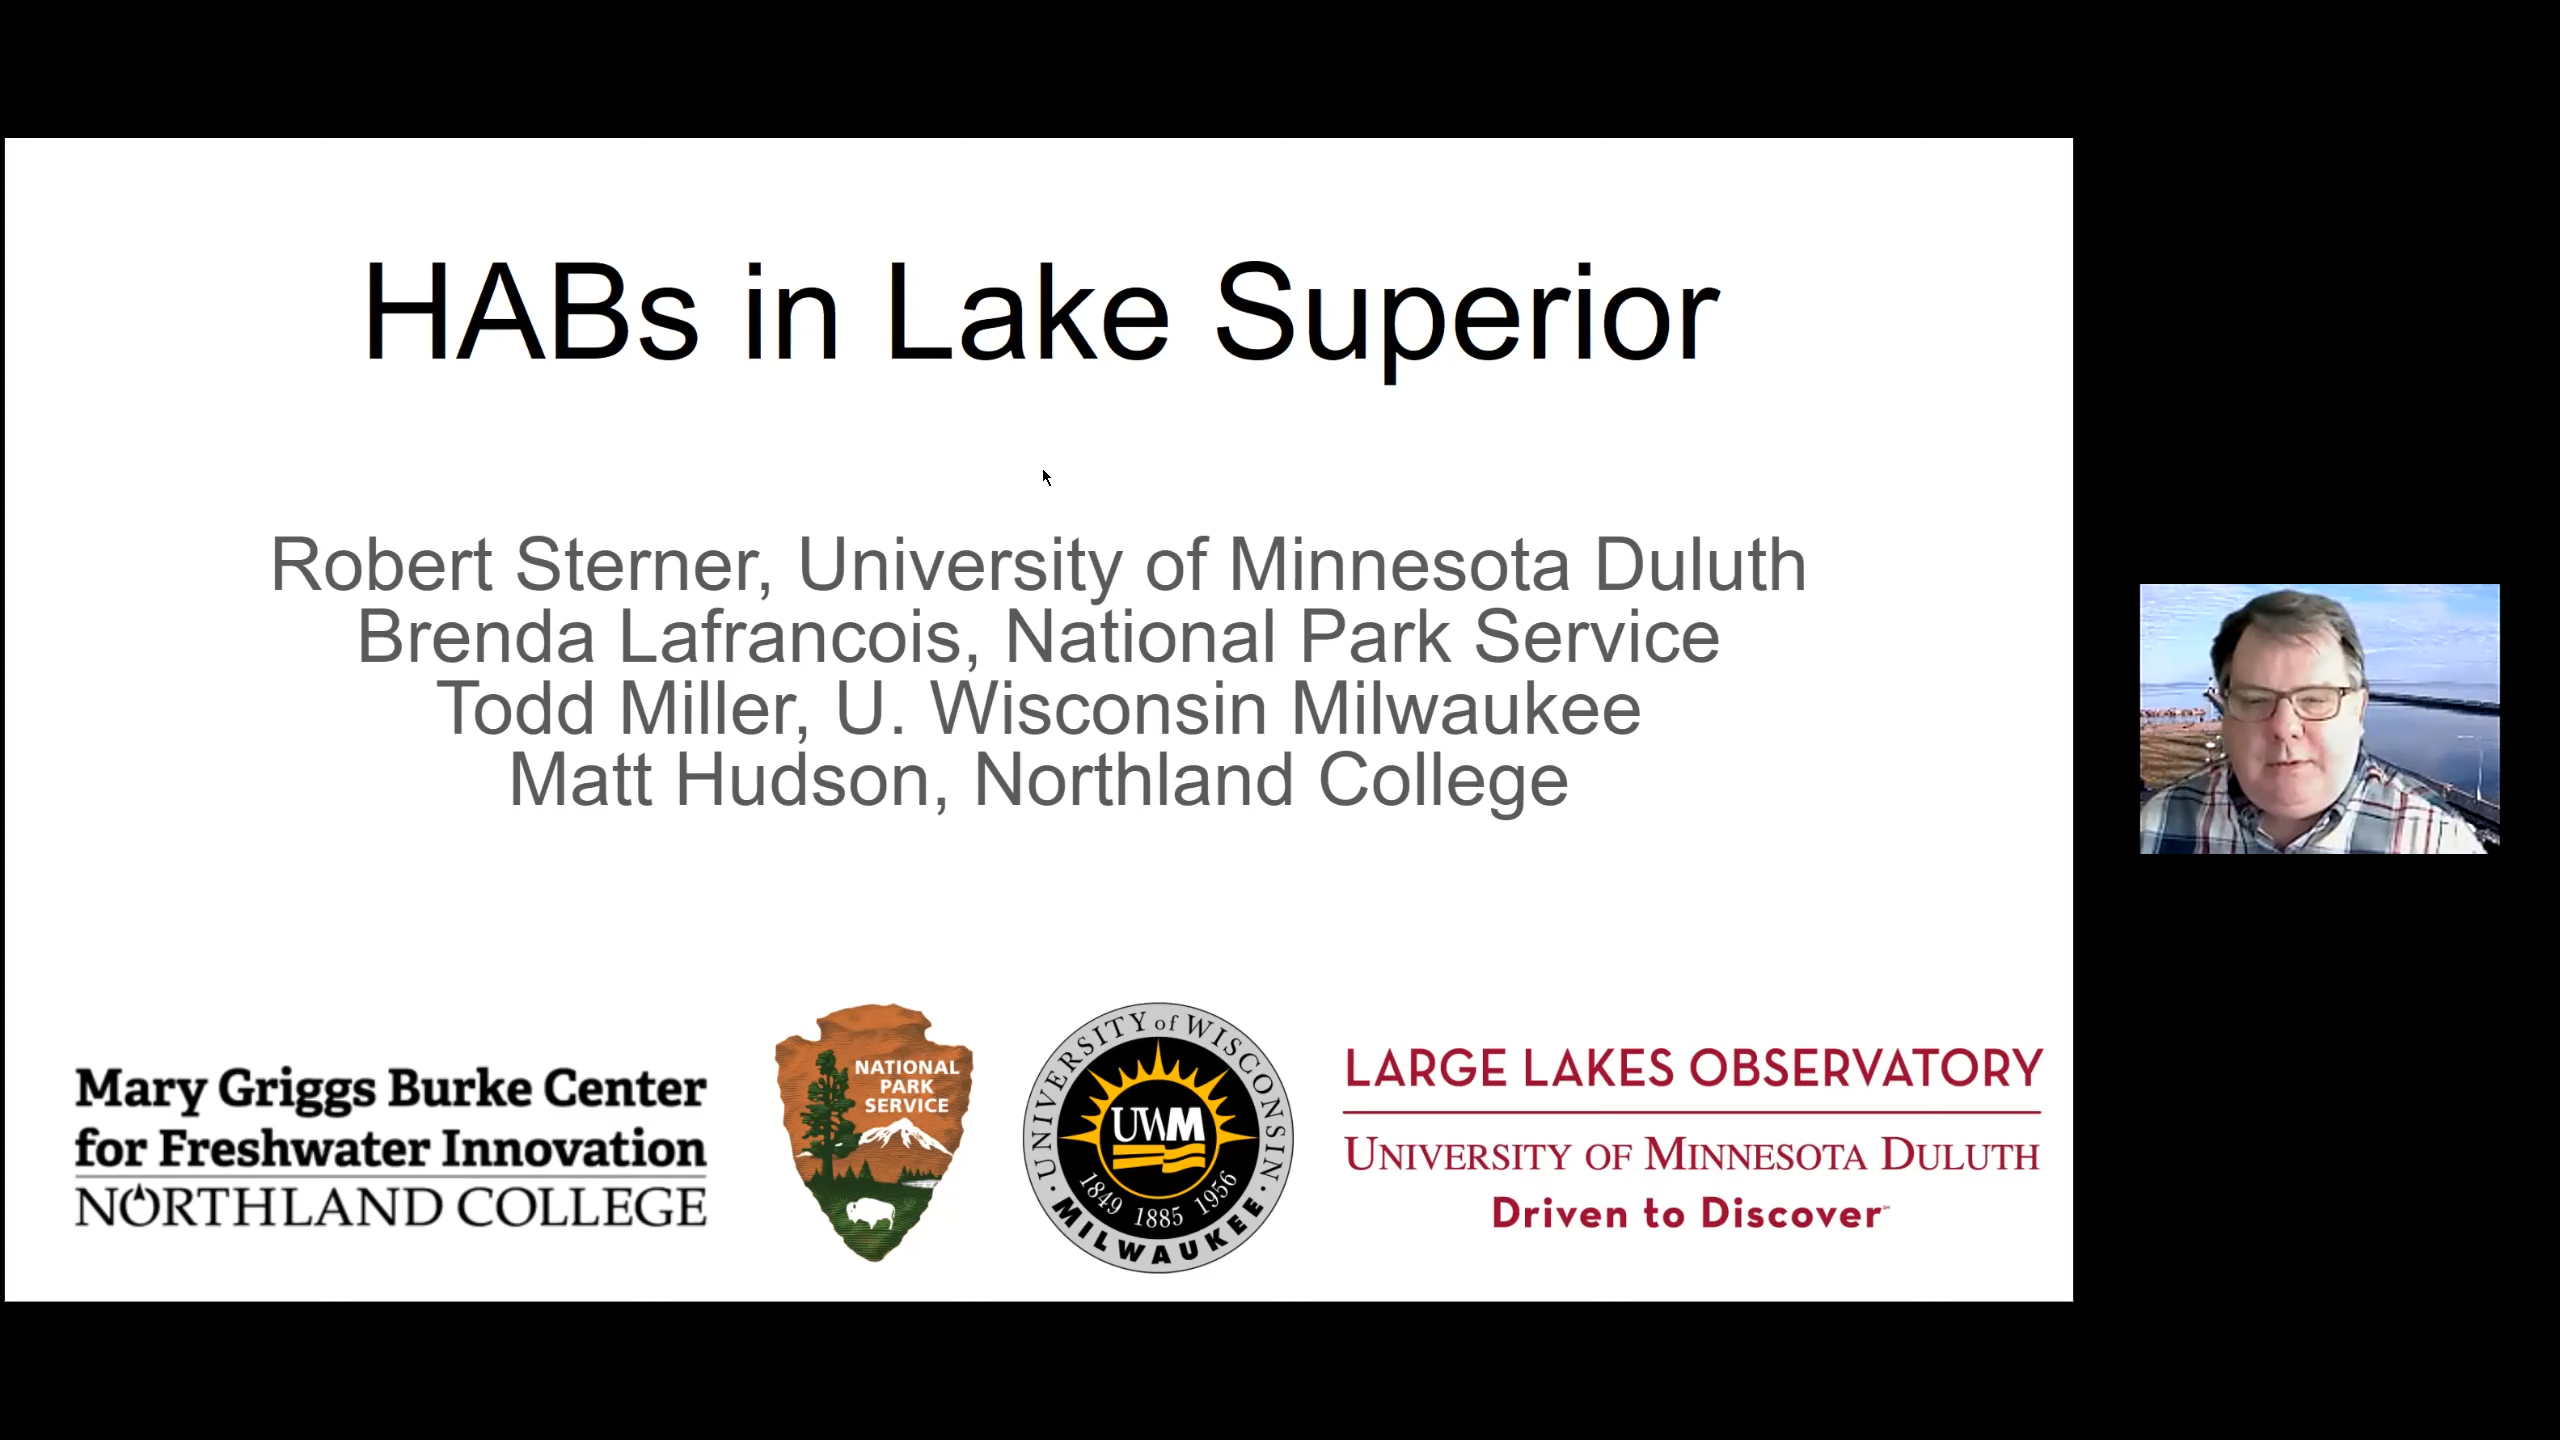 HABs in Lake Superior
Robert Sterner, University of Minnesota Duluth
Brenda Lafrancois, National Park Service
Todd Miller, U. Wisconsin Milwaukee
Matt Hudson, Northland College
Mary Griggs Burke Center
for Freshwater Innovation
NORTHLAND COLLEGE
NATIONAL
PARK
SERVICE
UNIVERSITY of WISCONSIN
UWM
1849 1885 1956
MILWAUKEE
LARGE LAKES OBSERVATORY
UNIVERSITY OF MINNESOTA DULUTH
Driven to Discover℠